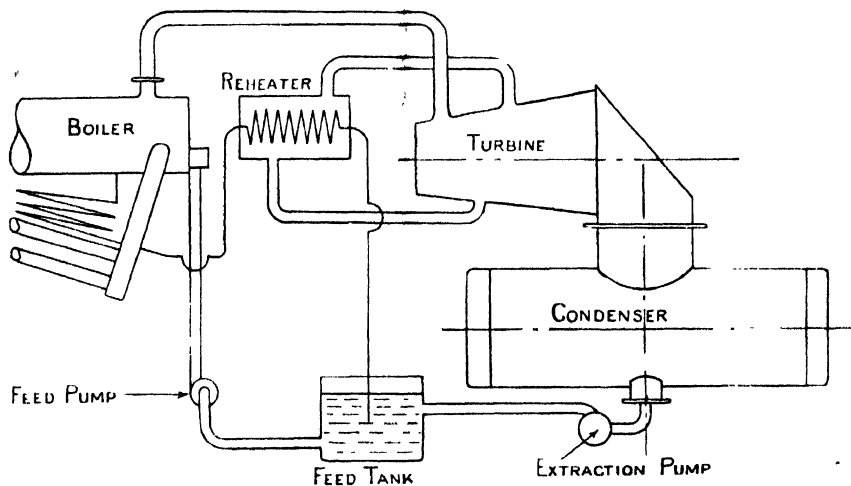 REHEATER
BOILER
TURBINE
CONDENSER
FEED PUMP
FEED TANK
EXTRACTION PUMP